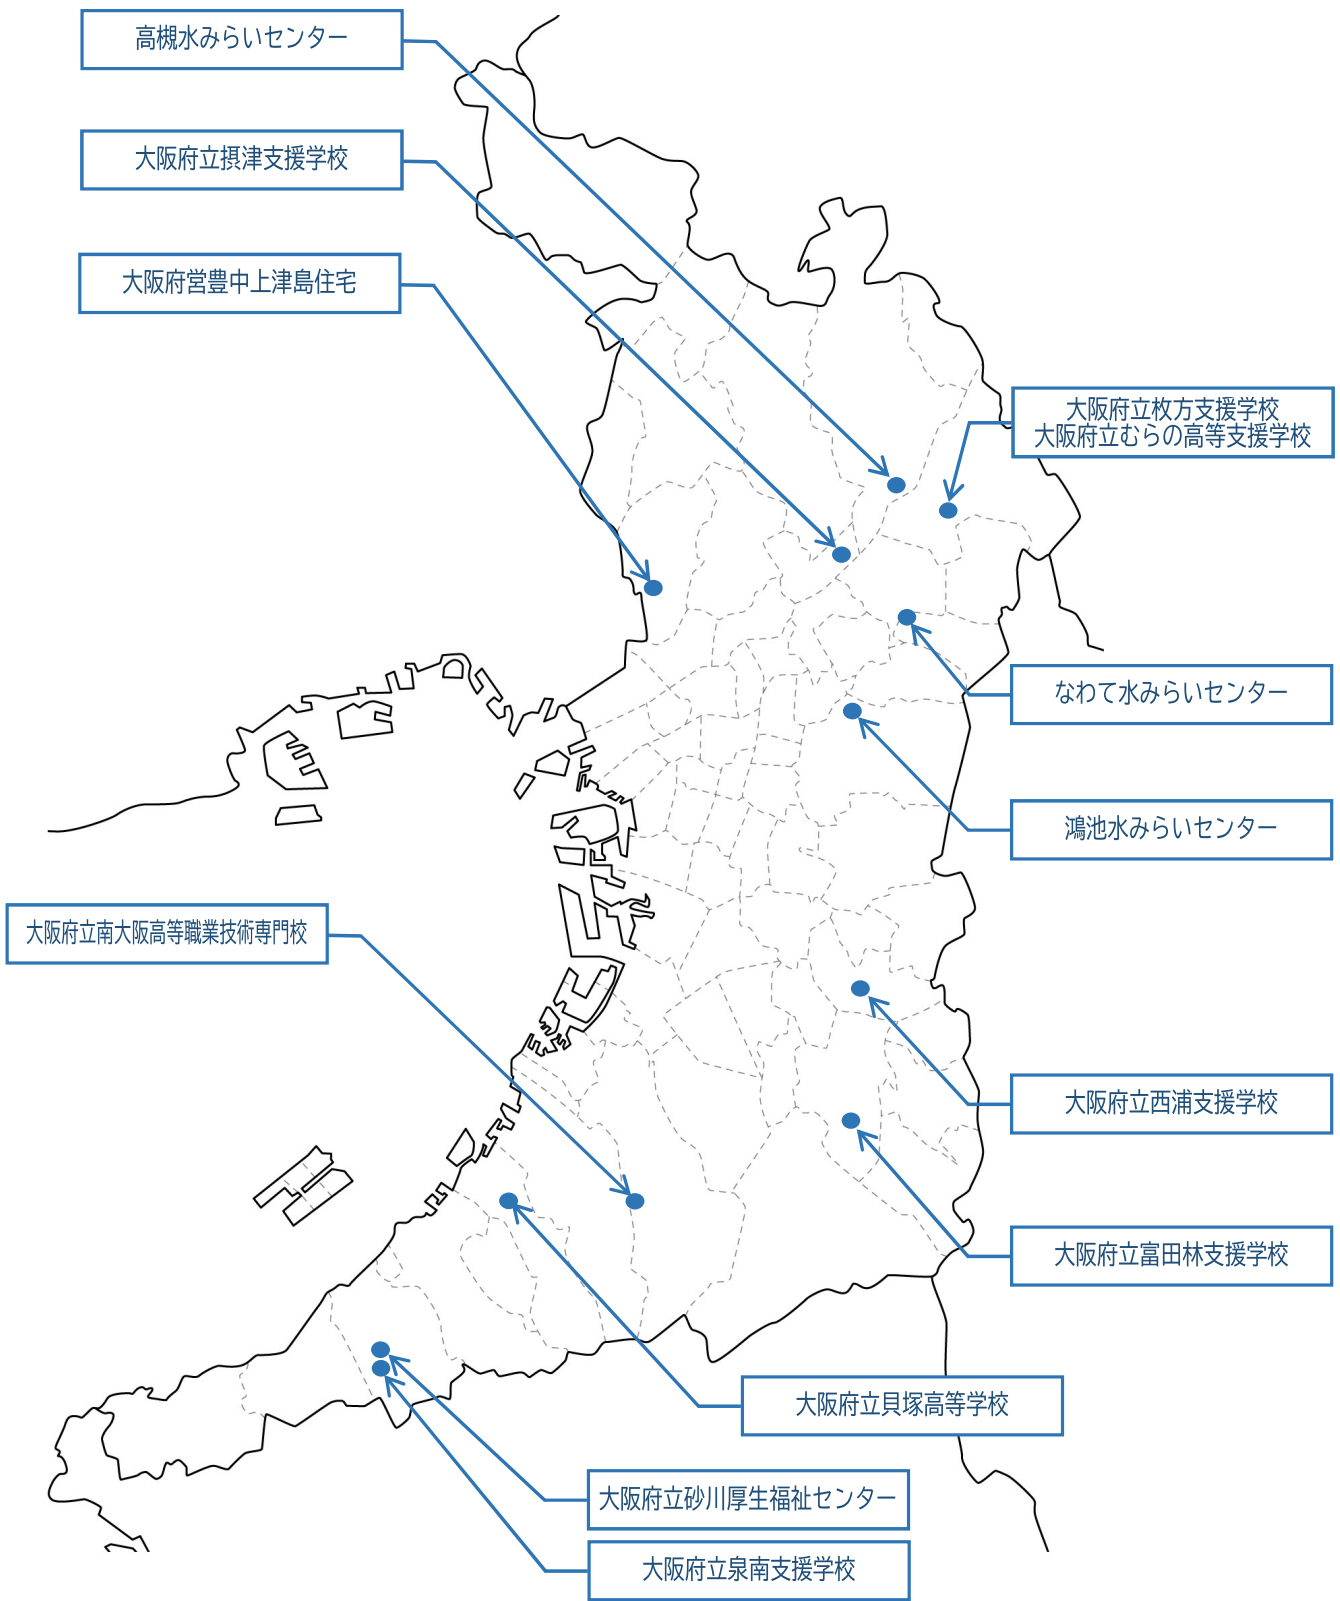 高槻水みらいセンター
大阪府立摂津支援学校
大阪府営豊中上津島住宅
大阪府立枚方支援学校
大阪府立むらの高等支援学校
なわて水みらいセンター
鴻池水みらいセンター
大阪府立南大阪高等職業技術専門校
大阪府立西浦支援学校
大阪府立富田林支援学校
大阪府立貝塚高等学校
大阪府立砂川厚生福祉センター
大阪府立泉南支援学校